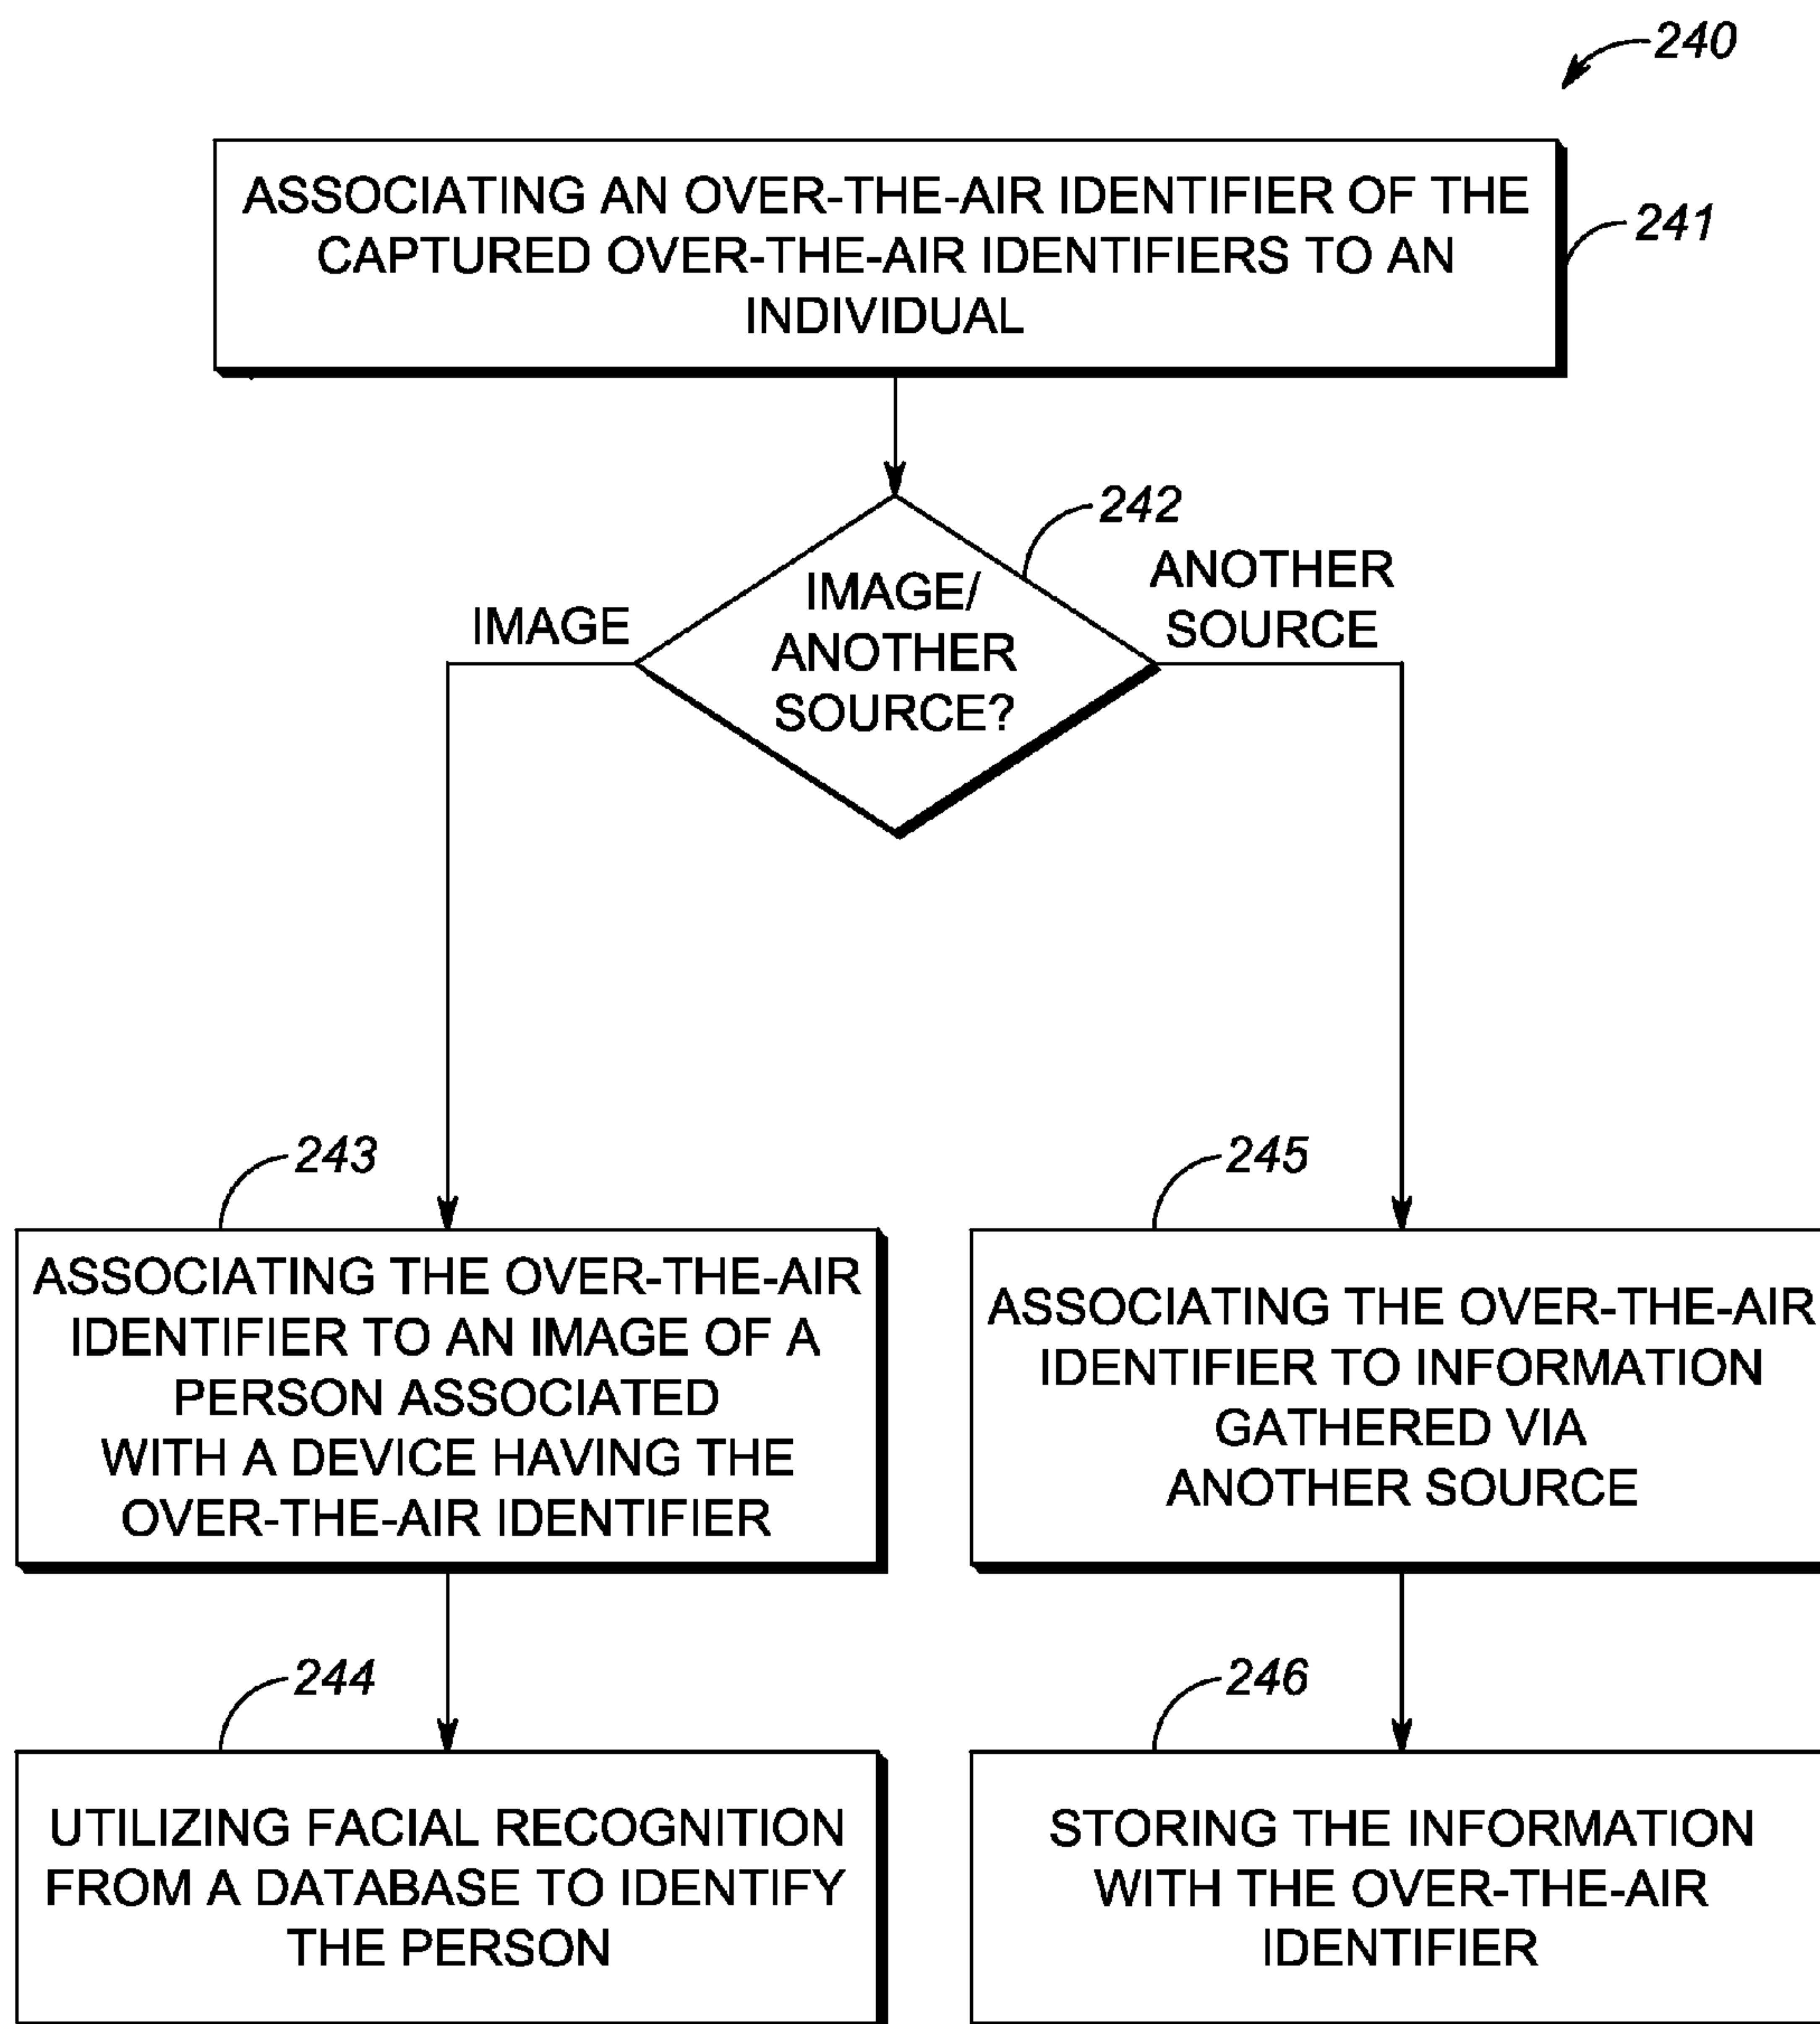 240
ASSOCIATING AN OVER-THE-AIR IDENTIFIER OF THE
CAPTURED OVER-THE-AIR IDENTIFIERS TO AN
INDIVIDUAL
241
242
IMAGE/
ANOTHER
SOURCE?
IMAGE
ANOTHER
SOURCE
243
ASSOCIATING THE OVER-THE-AIR
IDENTIFIER TO AN IMAGE OF A
PERSON ASSOCIATED
WITH A DEVICE HAVING THE
OVER-THE-AIR IDENTIFIER
245
ASSOCIATING THE OVER-THE-AIR
IDENTIFIER TO INFORMATION
GATHERED VIA
ANOTHER SOURCE
244
UTILIZING FACIAL RECOGNITION
FROM A DATABASE TO IDENTIFY
THE PERSON
246
STORING THE INFORMATION
WITH THE OVER-THE-AIR
IDENTIFIER